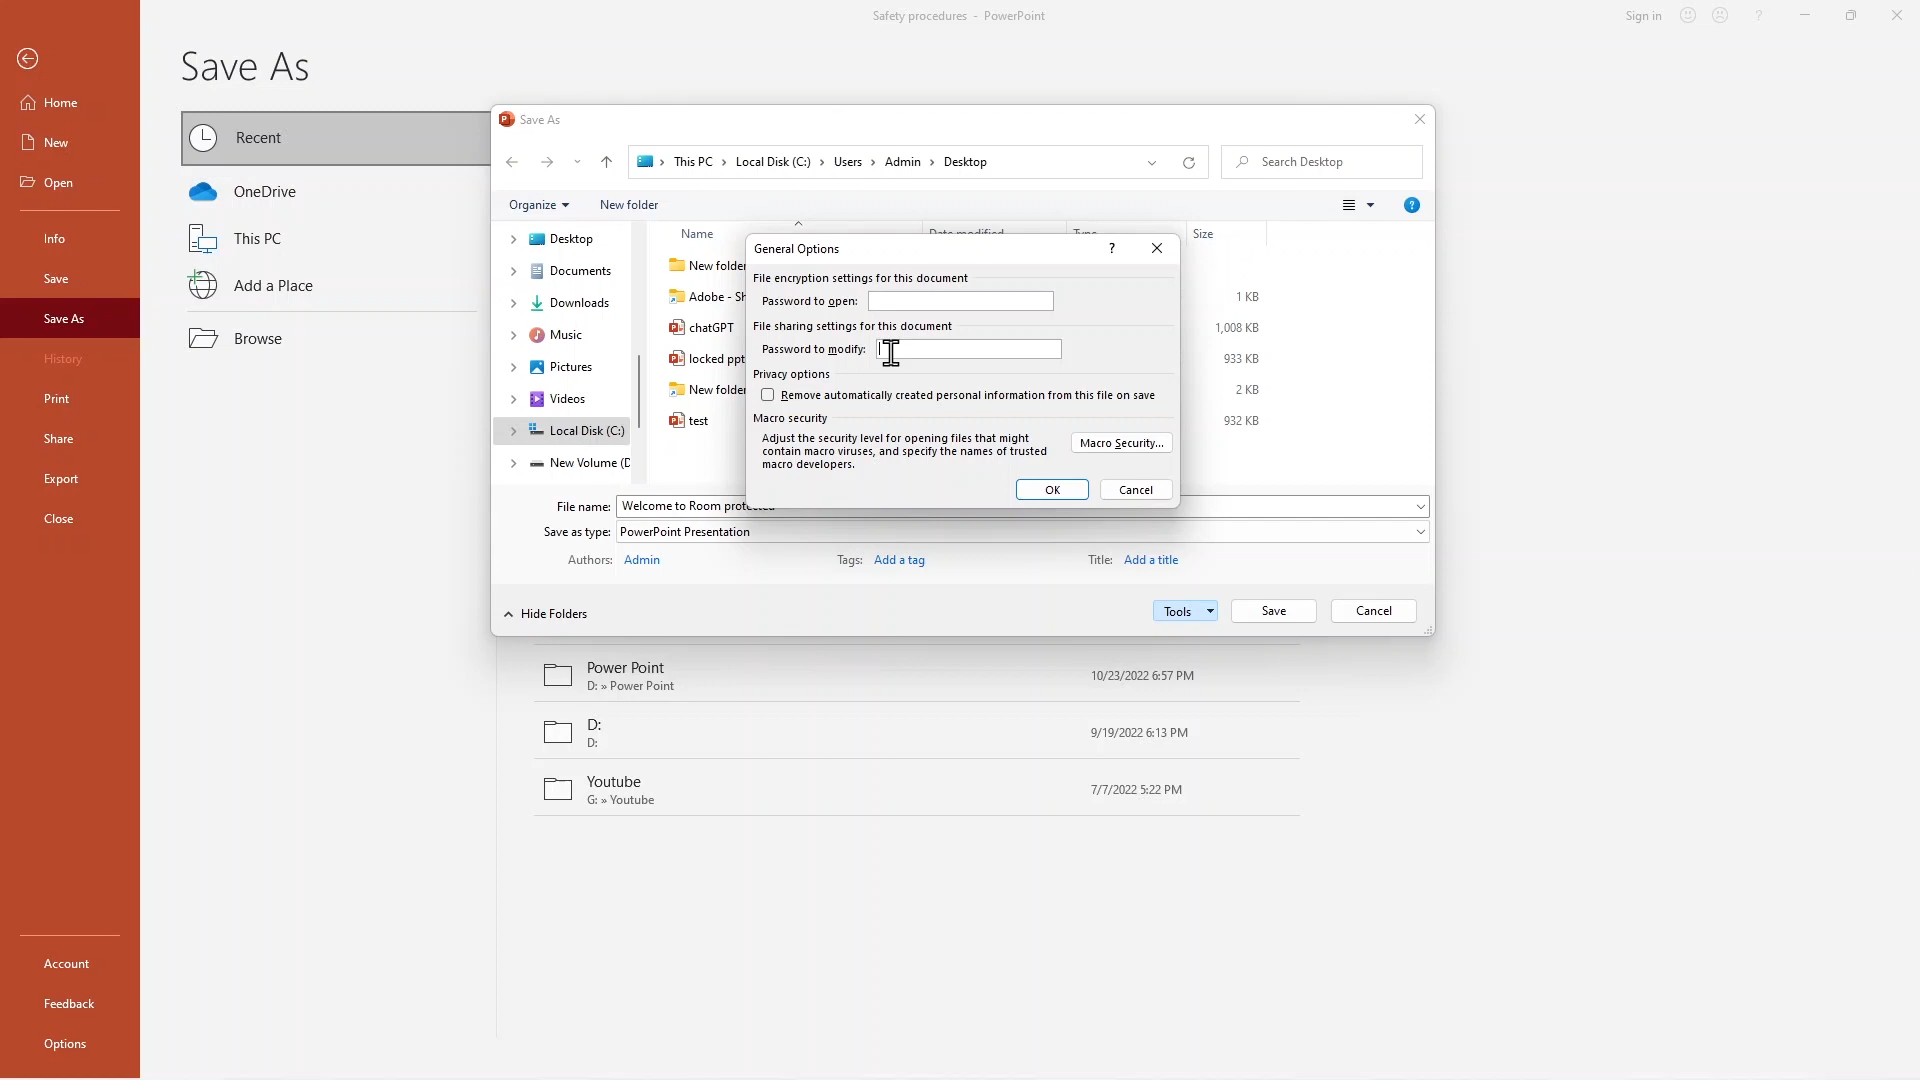 Safety procedures - PowerPoint
Sign in
?
Save As
Home
New
Open
Info
Save
Save As
History
Print
Share
Export
Close
Account
Feedback
Options
Recent
OneDrive
This PC
Add a Place
Browse
P Save As
This PC > Local Disk (C:) > Users > Admin > Desktop
Search Desktop
Organize
New folder
?
Desktop
Documents
Downloads
Music
Pictures
Videos
Local Disk (C:)
New Volume (D
Name
Date modified
Type
Size
New folder
Adobe - Sh
1 KB
chatGPT
1,008 KB
locked ppt
933 KB
New folder
2 KB
test
932 KB
General Options
?
File encryption settings for this document
Password to open:
File sharing settings for this document
Password to modify:
Privacy options
Remove automatically created personal information from this file on save
Macro security
Adjust the security level for opening files that might
contain macro viruses, and specify the names of trusted
macro developers.
Macro Security...
OK
Cancel
File name: Welcome to Room protected
Save as type: PowerPoint Presentation
Authors: Admin
Tags: Add a tag
Title: Add a title
Hide Folders
Tools
Save
Cancel
Power Point
D: » Power Point
10/23/2022 6:57 PM
D:
D:
9/19/2022 6:13 PM
Youtube
G: » Youtube
7/7/2022 5:22 PM